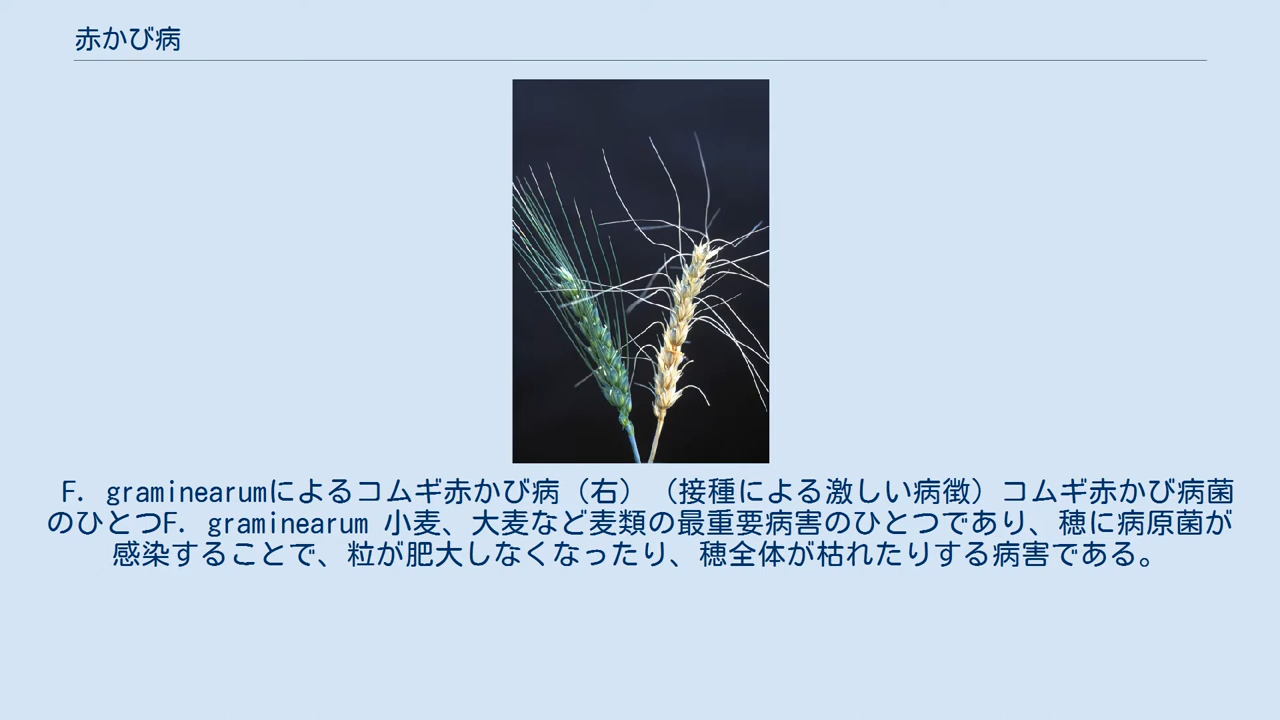 赤かび病
F. graminearumによるコムギ赤かび病（右）（接種による激しい病徴）コムギ赤かび病菌
のひとつF. graminearum 小麦、大麦など麦類の最重要病害のひとつであり、穂に病原菌が
感染することで、粒が肥大しなくなったり、穂全体が枯れたりする病害である。